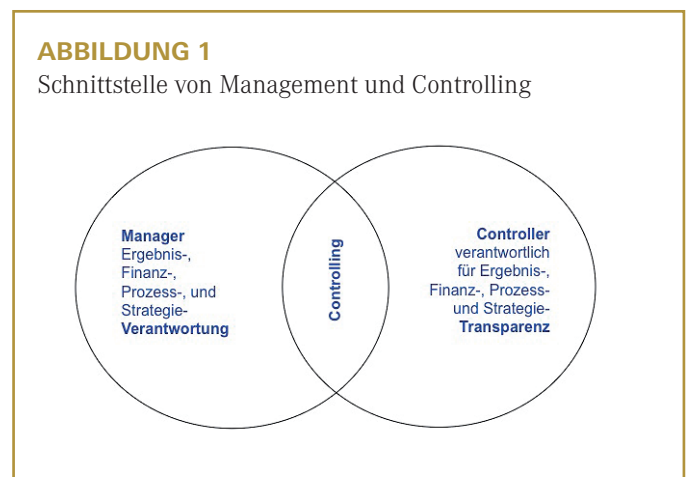 ABBILDUNG 1
Schnittstelle von Management und Controlling
Manager
Ergebnis-,
Finanz-,
Prozess-, und
Strategie-
Verantwortung
Controlling
Controller
verantwortlich
für Ergebnis-,
Finanz-, Prozess-
und Strategie-
Transparenz